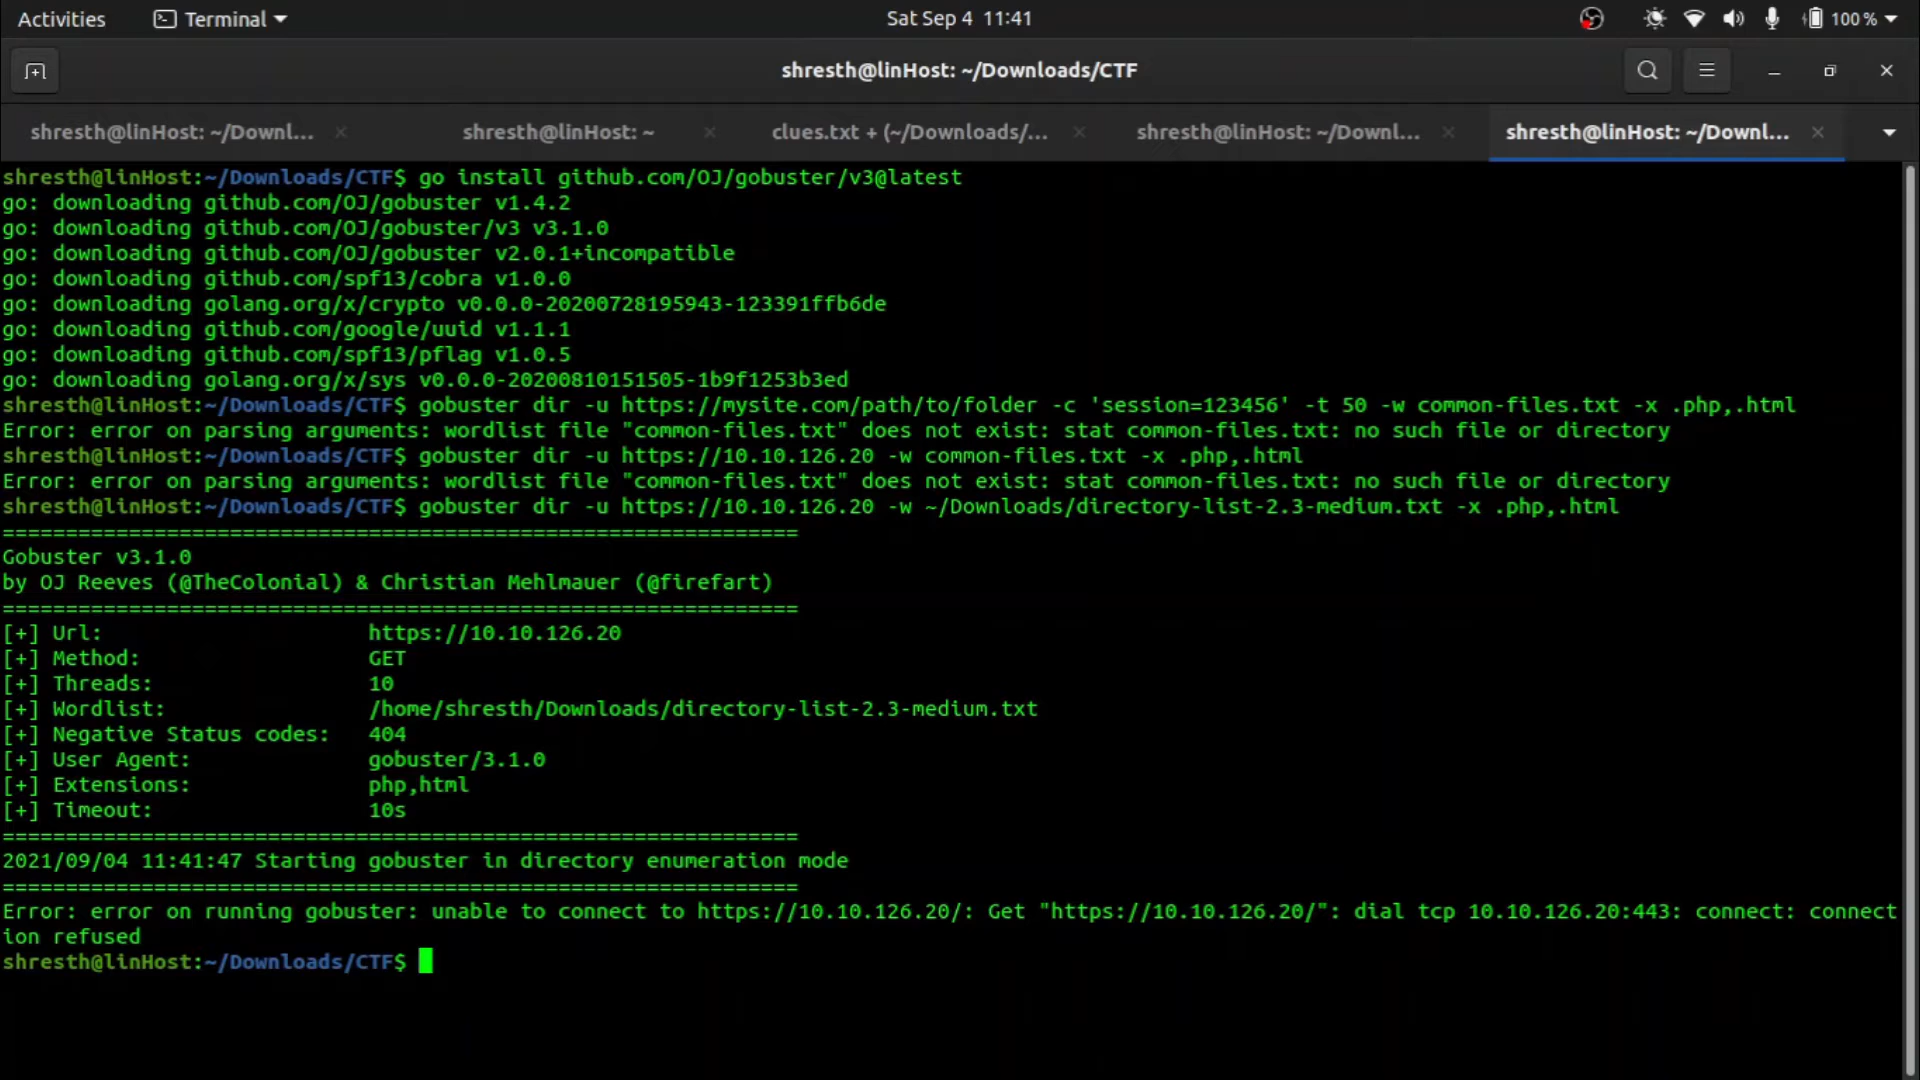 Activities Terminal Sat Sep 4 11:41 100 %
shresth@linHost: ~/Downloads/CTF
shresth@linHost: ~/Downl... shresth@linHost: ~ clues.txt + (~/Downloads/... shresth@linHost: ~/Downl... shresth@linHost: ~/Downl...
shresth@linHost:~/Downloads/CTF$ go install github.com/OJ/gobuster/v3@latest
go: downloading github.com/OJ/gobuster v1.4.2
go: downloading github.com/OJ/gobuster/v3 v3.1.0
go: downloading github.com/OJ/gobuster v2.0.1+incompatible
go: downloading github.com/spf13/cobra v1.0.0
go: downloading golang.org/x/crypto v0.0.0-20200728195943-123391ffb6de
go: downloading github.com/google/uuid v1.1.1
go: downloading github.com/spf13/pflag v1.0.5
go: downloading golang.org/x/sys v0.0.0-20200810151505-1b9f1253b3ed
shresth@linHost:~/Downloads/CTF$ gobuster dir -u https://mysite.com/path/to/folder -c 'session=123456' -t 50 -w common-files.txt -x .php,.html
Error: error on parsing arguments: wordlist file "common-files.txt" does not exist: stat common-files.txt: no such file or directory
shresth@linHost:~/Downloads/CTF$ gobuster dir -u https://10.10.126.20 -w common-files.txt -x .php,.html
Error: error on parsing arguments: wordlist file "common-files.txt" does not exist: stat common-files.txt: no such file or directory
shresth@linHost:~/Downloads/CTF$ gobuster dir -u https://10.10.126.20 -w ~/Downloads/directory-list-2.3-medium.txt -x .php,.html
===============================================================
Gobuster v3.1.0
by OJ Reeves (@TheColonial) & Christian Mehlmauer (@firefart)
===============================================================
[+] Url: https://10.10.126.20
[+] Method: GET
[+] Threads: 10
[+] Wordlist: /home/shresth/Downloads/directory-list-2.3-medium.txt
[+] Negative Status codes: 404
[+] User Agent: gobuster/3.1.0
[+] Extensions: php,html
[+] Timeout: 10s
===============================================================
2021/09/04 11:41:47 Starting gobuster in directory enumeration mode
===============================================================
Error: error on running gobuster: unable to connect to https://10.10.126.20/: Get "https://10.10.126.20/": dial tcp 10.10.126.20:443: connect: connect
ion refused
shresth@linHost:~/Downloads/CTF$